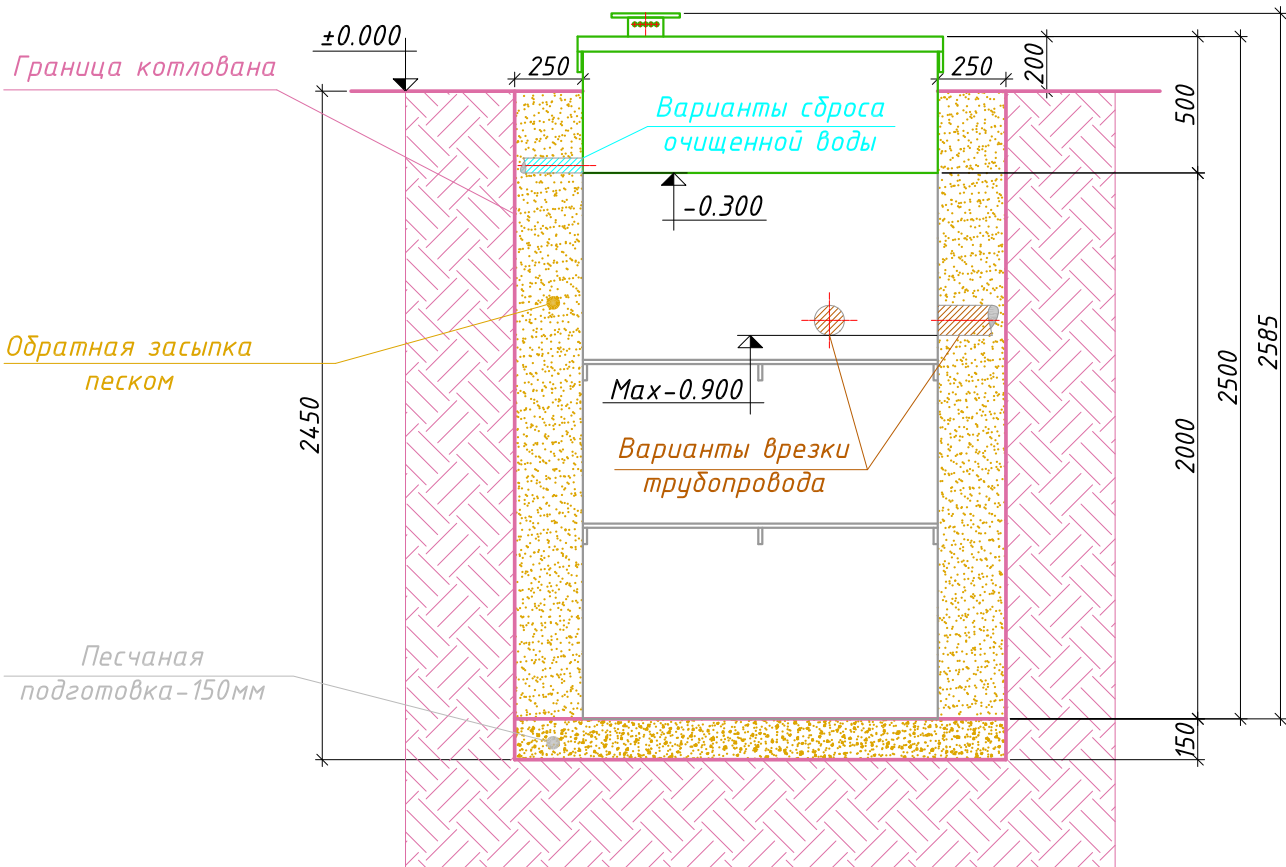 ±0.000
Граница котлована
250
250
200
500
Варианты сброса
очищенной воды
-0.300
Обратная засыпка
песком
2450
Max-0.900
Варианты врезки
трубопровода
2000
2500
2585
Песчаная
подготовка-150мм
150